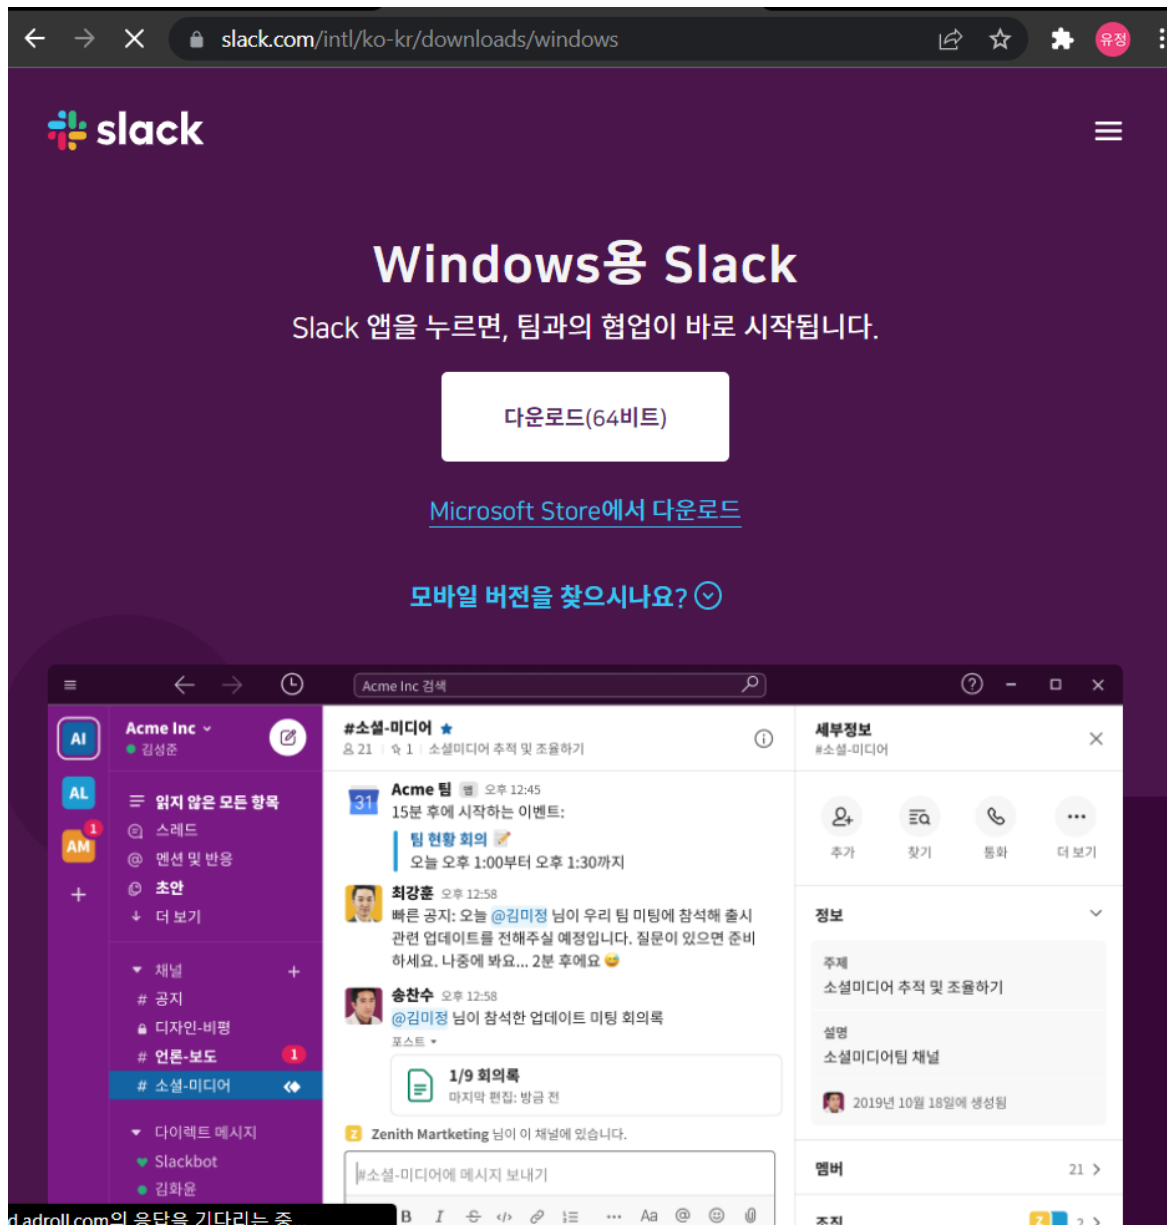 slack.com/intl/ko-kr/downloads/windows
유정
slack
Windows용 Slack
Slack 앱을 누르면, 팀과의 협업이 바로 시작됩니다.
다운로드(64비트)
Microsoft Store에서 다운로드
모바일 버전을 찾으시나요?
Acme Inc 검색
AI
AL
AM
1
Acme Inc
김성준
읽지 않은 모든 항목
스레드
@ 멘션 및 반응
초안
더 보기
채널
# 공지
디자인-비평
# 언론-보도 1
# 소셜-미디어
다이렉트 메시지
Slackbot
김화윤
#소셜-미디어
21 | 1 | 소셜미디어 추적 및 조율하기
31
Acme 팀 앱 오후 12:45
15분 후에 시작하는 이벤트:
팀 현황 회의
오늘 오후 1:00부터 오후 1:30까지
최강훈 오후 12:58
빠른 공지: 오늘 @김미정 님이 우리 팀 미팅에 참석해 출시
관련 업데이트를 전해주실 예정입니다. 질문이 있으면 준비
하세요. 나중에 봐요... 2분 후에요
송찬수 오후 12:58
@김미정 님이 참석한 업데이트 미팅 회의록
포스트
1/9 회의록
마지막 편집: 방금 전
Z Zenith Martketing 님이 이 채널에 있습니다.
#소셜-미디어에 메시지 보내기
B I S </> ... Aa @
세부정보
#소셜-미디어
추가 찾기 통화 더 보기
정보
주제
소셜미디어 추적 및 조율하기
설명
소셜미디어팀 채널
2019년 10월 18일에 생성됨
멤버 21
조직 Z 2
d.adroll.com의 응답을 기다리는 중